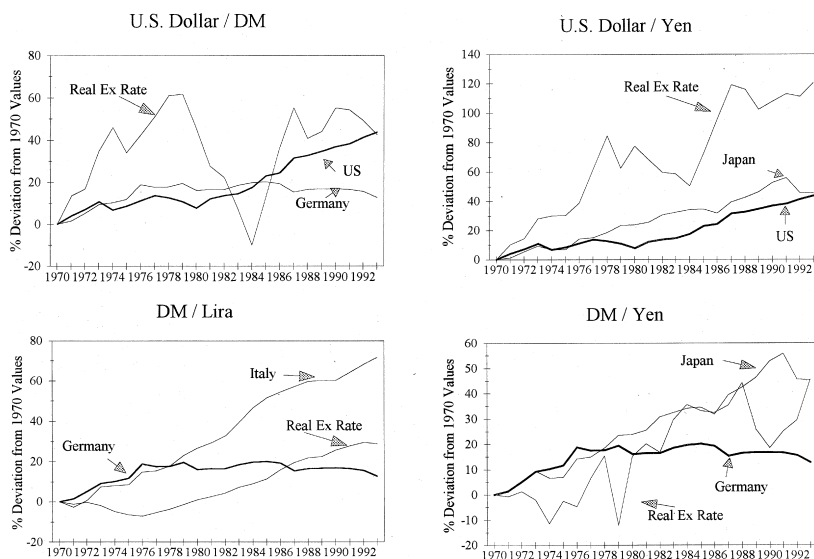 U.S. Dollar / DM
% Deviation from 1970 Values
80
60
40
20
0
-20
Real Ex Rate
US
Germany
1970 1972 1974 1976 1978 1980 1982 1984 1986 1988 1990 1992
U.S. Dollar / Yen
% Deviation from 1970 Values
140
120
100
80
60
40
20
0
Real Ex Rate
Japan
US
1970 1972 1974 1976 1978 1980 1982 1984 1986 1988 1990 1992
DM / Lira
% Deviation from 1970 Values
80
60
40
20
0
-20
Italy
Real Ex Rate
Germany
1970 1972 1974 1976 1978 1980 1982 1984 1986 1988 1990 1992
DM / Yen
% Deviation from 1970 Values
60
50
40
30
20
10
0
-10
-20
Japan
Germany
Real Ex Rate
1970 1972 1974 1976 1978 1980 1982 1984 1986 1988 1990 1992